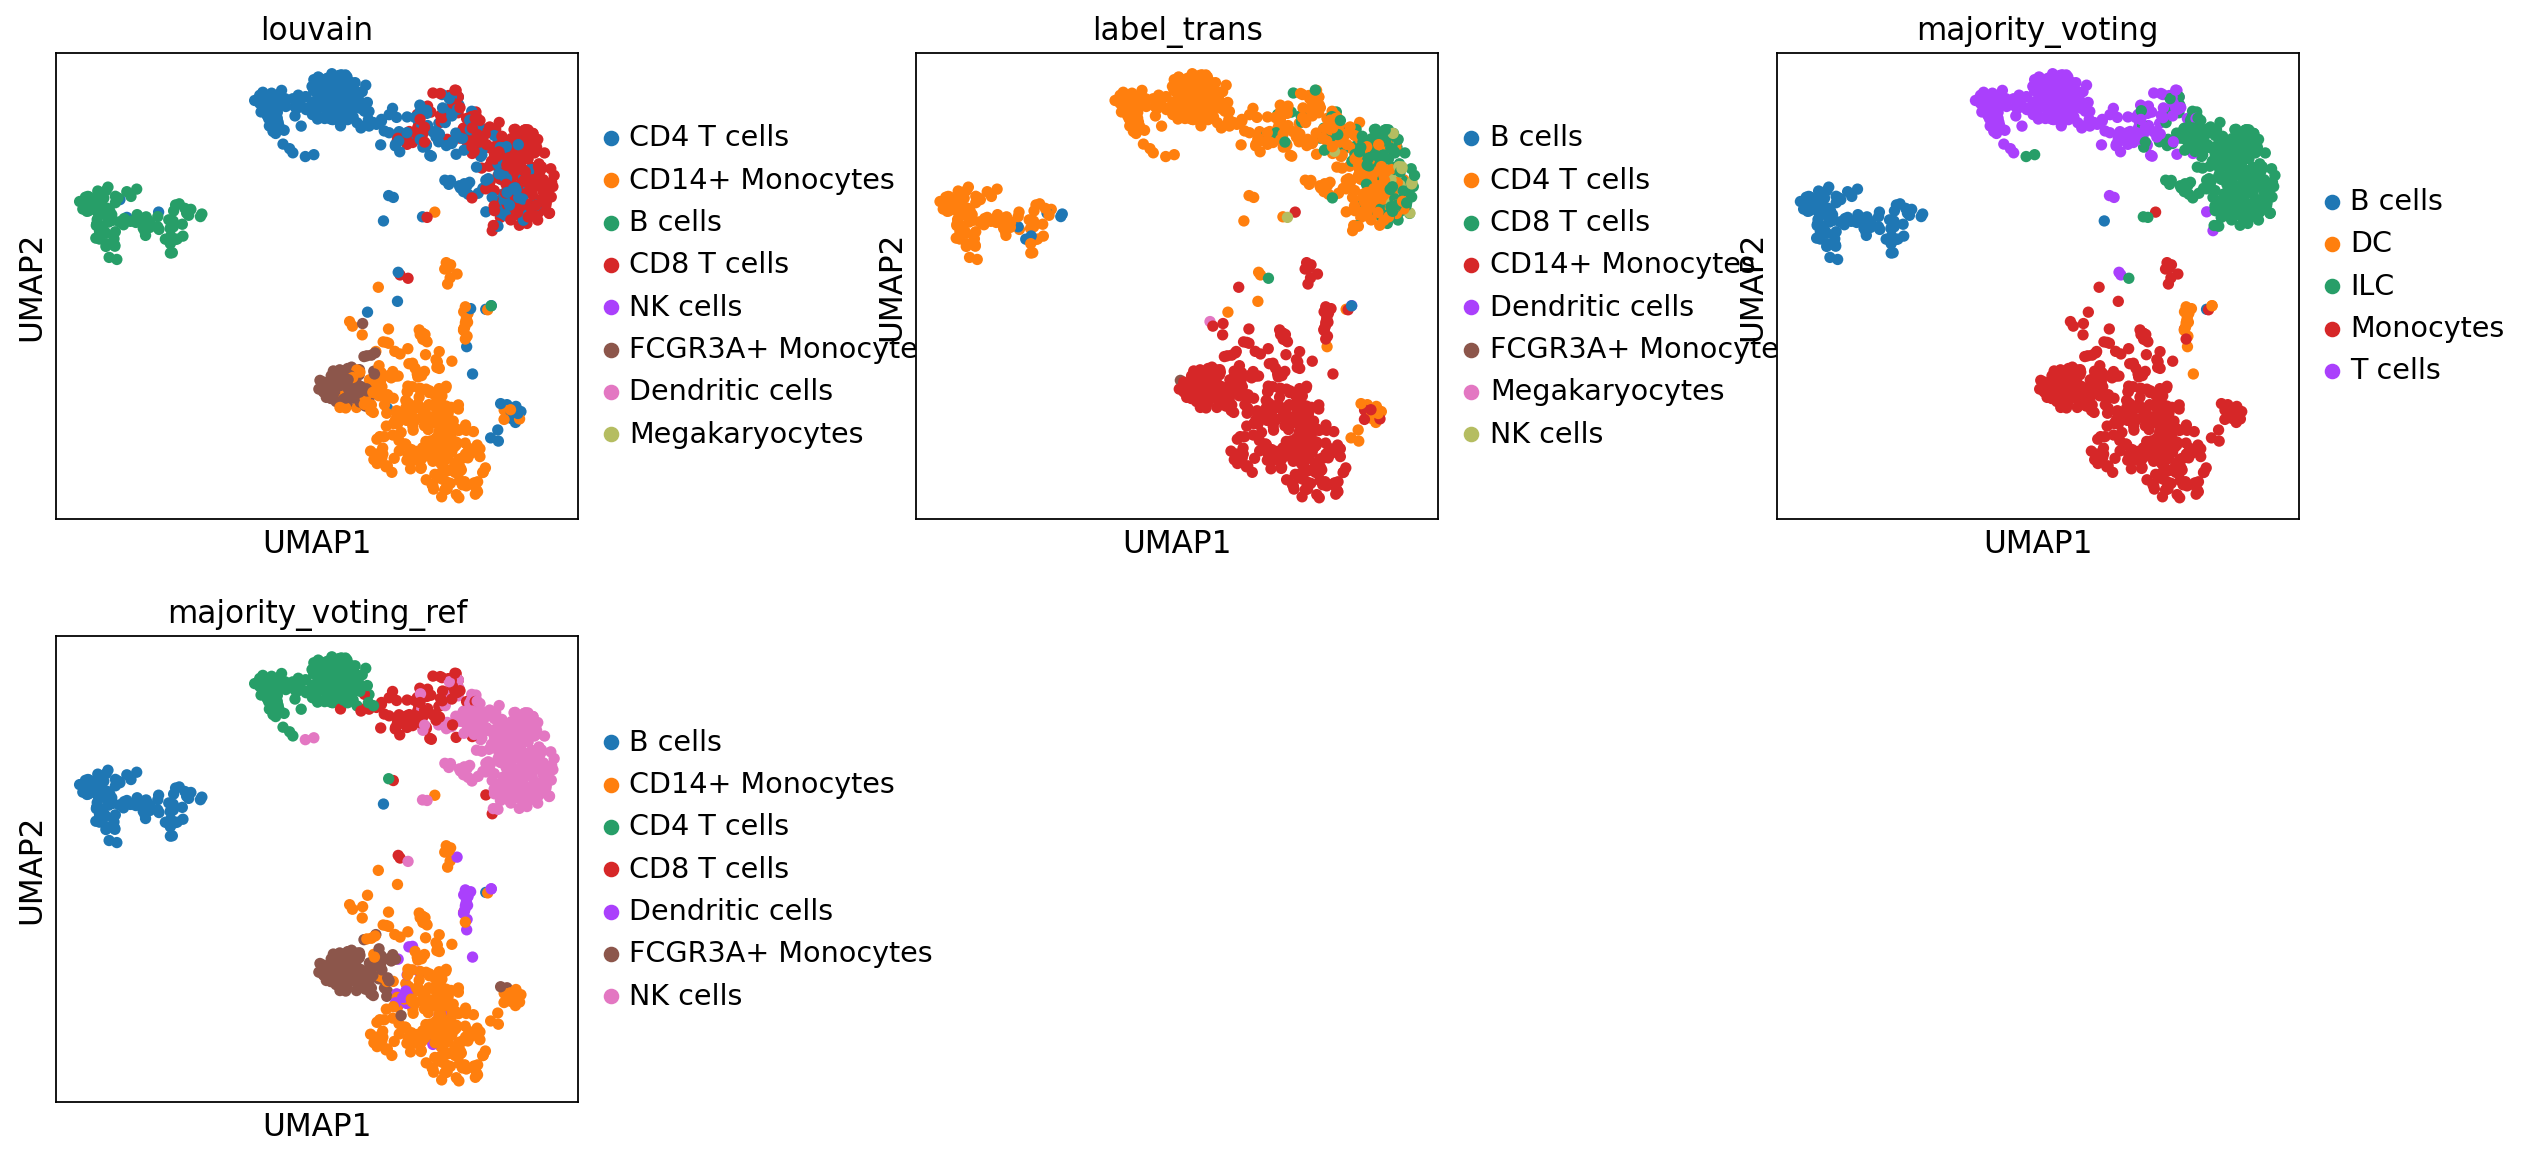 louvain
UMAP2
UMAP1
CD4 T cells
CD14+ Monocytes
B cells
CD8 T cells
NK cells
FCGR3A+ Monocyte
Dendritic cells
Megakaryocytes
label_trans
UMAP2
UMAP1
B cells
CD4 T cells
CD8 T cells
CD14+ Monocytes
Dendritic cells
FCGR3A+ Monocyte
Megakaryocytes
NK cells
majority_voting
UMAP2
UMAP1
B cells
DC
ILC
Monocytes
T cells
majority_voting_ref
UMAP2
UMAP1
B cells
CD14+ Monocytes
CD4 T cells
CD8 T cells
Dendritic cells
FCGR3A+ Monocytes
NK cells